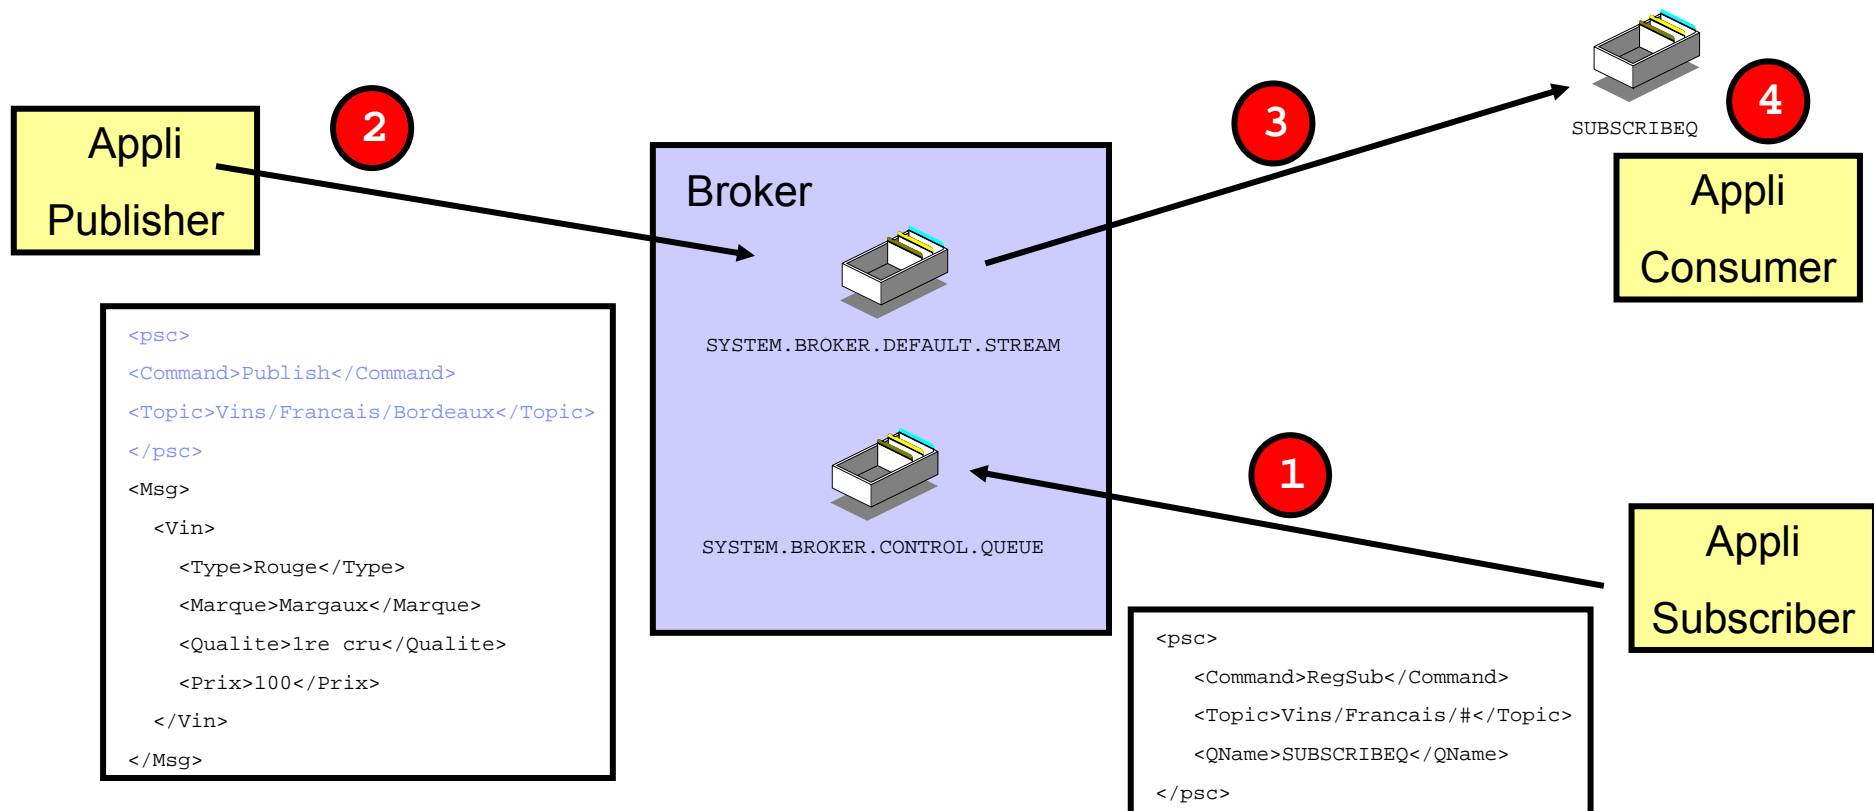 Appli
Publisher
2
Broker
SYSTEM.BROKER.DEFAULT.STREAM
SYSTEM.BROKER.CONTROL.QUEUE
3
SUBSCRIBEQ
4
Appli
Consumer
1
Appli
Subscriber
<psc>
<Command>Publish</Command>
<Topic>Vins/Francais/Bordeaux</Topic>
</psc>
<Msg>
<Vin>
<Type>Rouge</Type>
<Marque>Margaux</Marque>
<Qualite>1re cru</Qualite>
<Prix>100</Prix>
</Vin>
</Msg>
<psc>
<Command>RegSub</Command>
<Topic>Vins/Francais/#</Topic>
<QName>SUBSCRIBEQ</QName>
</psc>